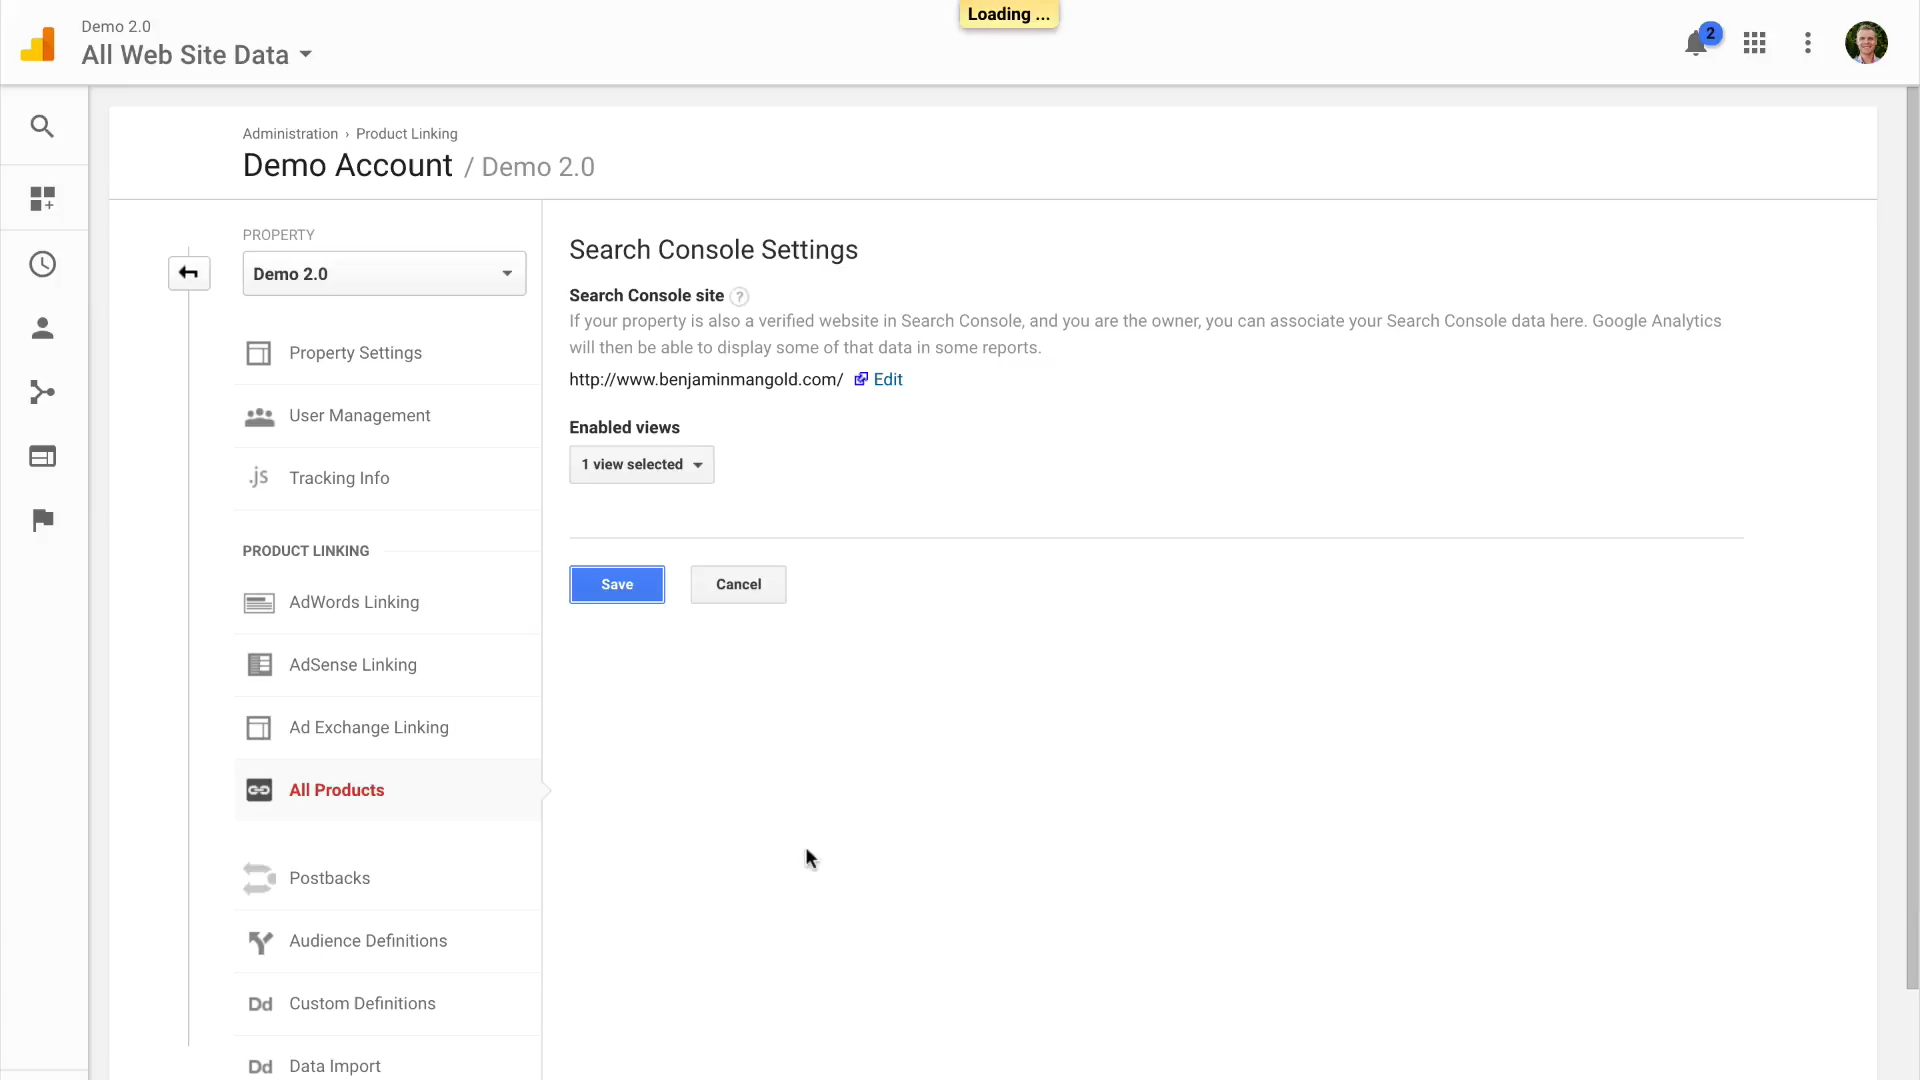 Demo 2.0
All Web Site Data
Loading ...
2
Administration › Product Linking
Demo Account / Demo 2.0
PROPERTY
Demo 2.0
Property Settings
User Management
.js Tracking Info
PRODUCT LINKING
AdWords Linking
AdSense Linking
Ad Exchange Linking
All Products
Postbacks
Audience Definitions
Dd Custom Definitions
Dd Data Import
Search Console Settings
Search Console site ?
If your property is also a verified website in Search Console, and you are the owner, you can associate your Search Console data here. Google Analytics
will then be able to display some of that data in some reports.
http://www.benjaminmangold.com/ Edit
Enabled views
1 view selected
Save Cancel